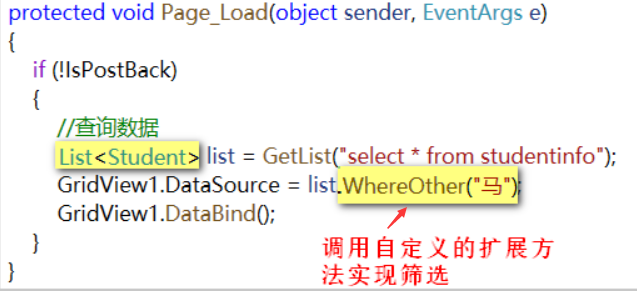 protected void Page_Load(object sender, EventArgs e)
{
if (!IsPostBack)
{
//查询数据
List<Student> list = GetList("select * from studentinfo");
GridView1.DataSource = list.WhereOther("马");
GridView1.DataBind();
}
}
调用自定义的扩展方
法实现筛选